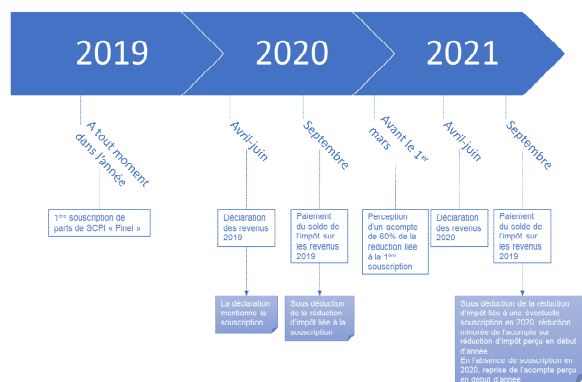 2019
2020
2021
A tout moment
dans l'année
Avril-juin
Septembre
Avant le 1er
mars
Avril-juin
Septembre
1ère souscription de
parts de SCPI « Pinel »
Déclaration
des revenus
2019
Paiement
du solde de
l'impôt sur
les revenus
2019
Perception
d'un acompte
de 60% de la
réduction liée
à la 1ère
souscription
Déclaration
des revenus
2020
Paiement
du solde de
l'impôt sur
les revenus
2019
La déclaration
mentionne la
souscription
Sous déduction
de la réduction
d'impôt liée à la
souscription
Sous déduction de la réduction
d'impôt liée à une éventuelle
souscription en 2020, réduction
minorée de l'acompte sur
réduction d'impôt perçu en début
d'année
En l'absence de souscription
en 2020, reprise de l'acompte perçu
en début d'année